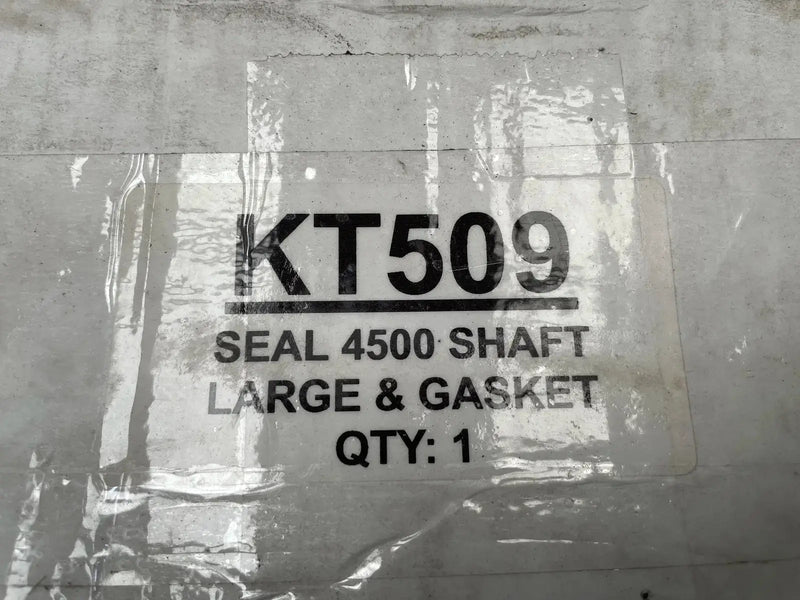 KT509
SEAL 4500 SHAFT
LARGE & GASKET
QTY: 1